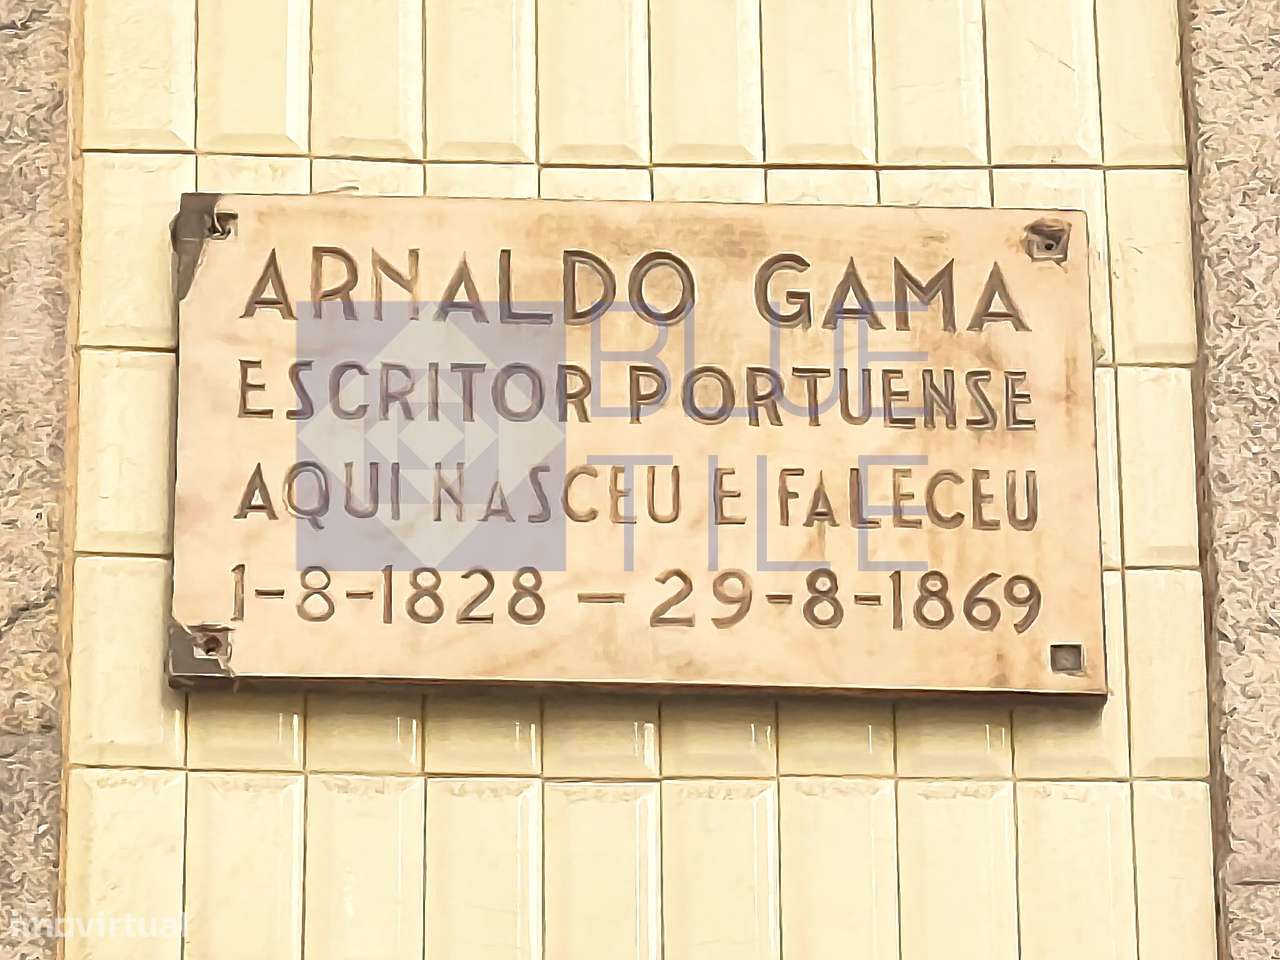 ARNALDO GAMA
ESCRITOR PORTUENSE
AQUI NASCEU E FALECEU
1-8-1828 — 29-8-1869
BLUE
TILE
imovirtual